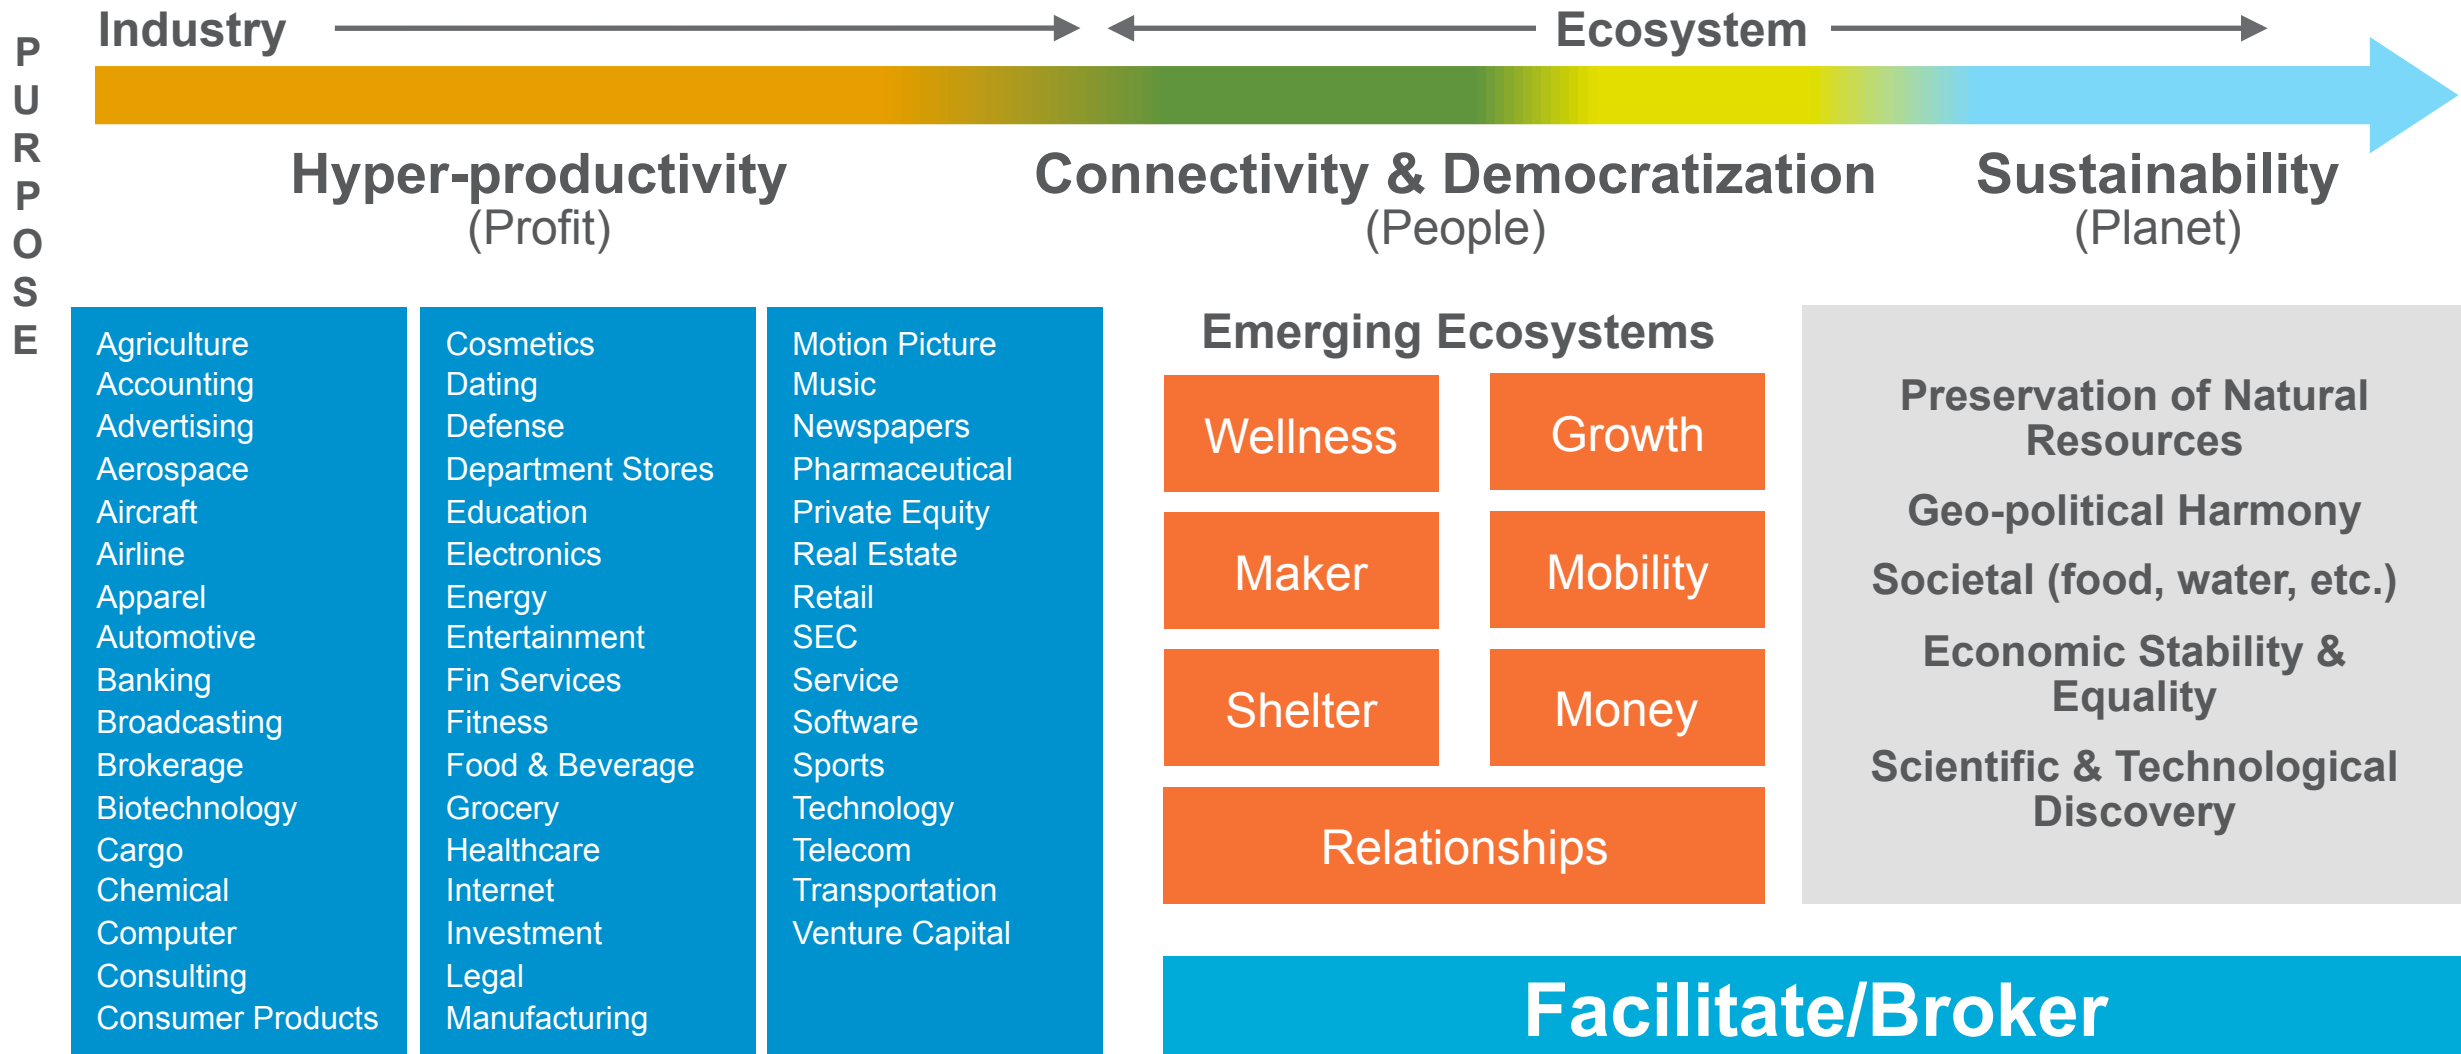 PURPOSE
Industry
Ecosystem
Hyper-productivity
(Profit)
Connectivity & Democratization
(People)
Sustainability
(Planet)
Agriculture
Accounting
Advertising
Aerospace
Aircraft
Airline
Apparel
Automotive
Banking
Broadcasting
Brokerage
Biotechnology
Cargo
Chemical
Computer
Consulting
Consumer Products
Cosmetics
Dating
Defense
Department Stores
Education
Electronics
Energy
Entertainment
Fin Services
Fitness
Food & Beverage
Grocery
Healthcare
Internet
Investment
Legal
Manufacturing
Motion Picture
Music
Newspapers
Pharmaceutical
Private Equity
Real Estate
Retail
SEC
Service
Software
Sports
Technology
Telecom
Transportation
Venture Capital
Emerging Ecosystems
Wellness
Growth
Maker
Mobility
Shelter
Money
Relationships
Preservation of Natural
Resources
Geo-political Harmony
Societal (food, water, etc.)
Economic Stability &
Equality
Scientific & Technological
Discovery
Facilitate/Broker